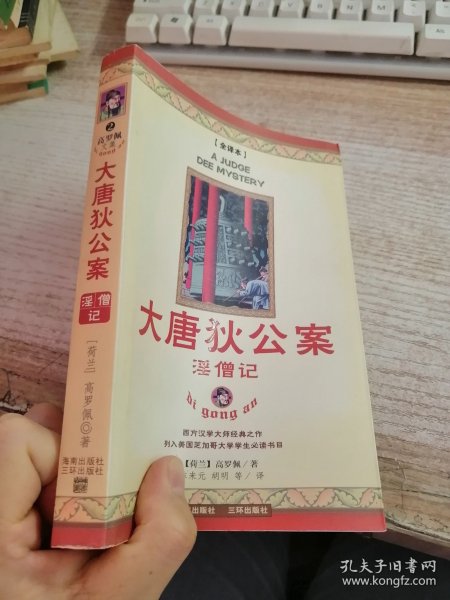 2
高罗佩
大唐狄公案
淫僧
记
[荷兰] 高罗佩◎著
海南出版社
三环出版社
【全译本】
A JUDGE
DEE MYSTERY
大唐狄公案
淫僧记
di gong an
西方汉学大师经典之作
列入美国芝加哥大学学生必读书目
【荷兰】高罗佩/著
来元 胡明 等/译
出版社 三环出版社
孔夫子旧书网
www.kongfz.com